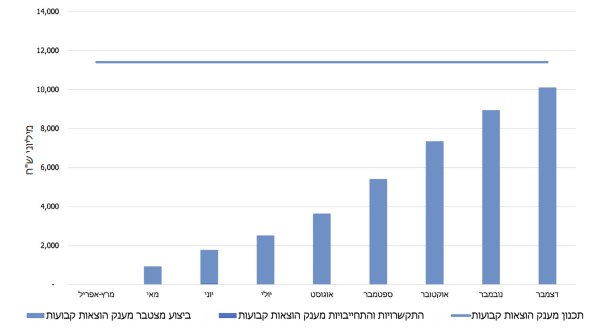 14,000
12,000
10,000
8,000
6,000
4,000
2,000
-
מיליוני ש"ח
מרץ-אפריל מאי יוני יולי אוגוסט ספטמבר אוקטובר נובמבר דצמבר
ביצוע מצטבר מענק הוצאות קבועות התקשרויות והתחייבויות מענק הוצאות קבועות תכנון מענק הוצאות קבועות